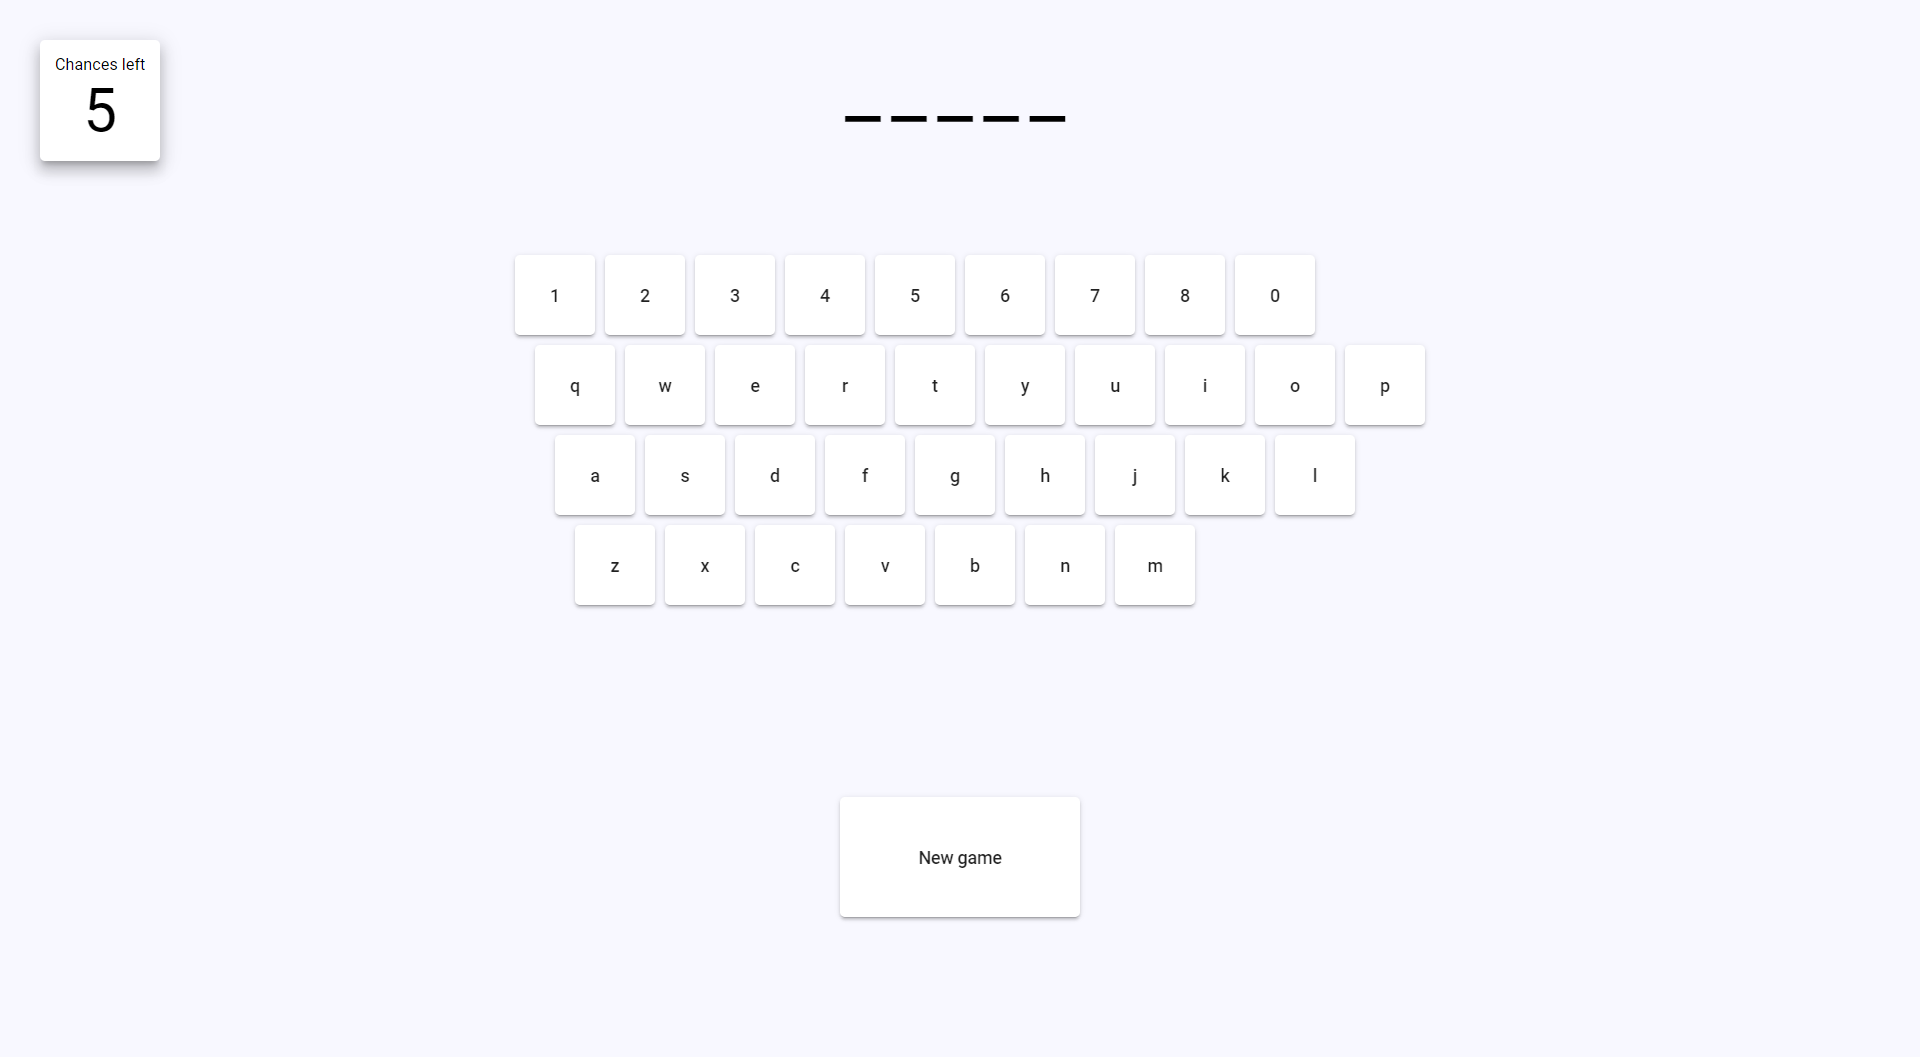 Chances left
5
_ _ _ _ _
1 2 3 4 5 6 7 8 0
q w e r t y u i o p
a s d f g h j k l
z x c v b n m
New game